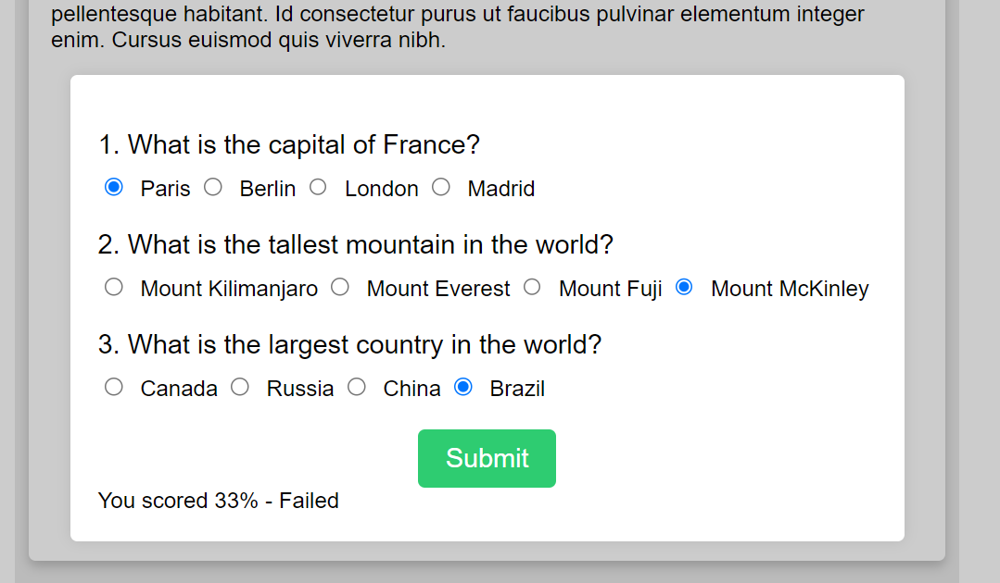 pellentesque habitant. Id consectetur purus ut faucibus pulvinar elementum integer
enim. Cursus euismod quis viverra nibh.
1. What is the capital of France?
Paris Berlin London Madrid
2. What is the tallest mountain in the world?
Mount Kilimanjaro Mount Everest Mount Fuji Mount McKinley
3. What is the largest country in the world?
Canada Russia China Brazil
Submit
You scored 33% - Failed